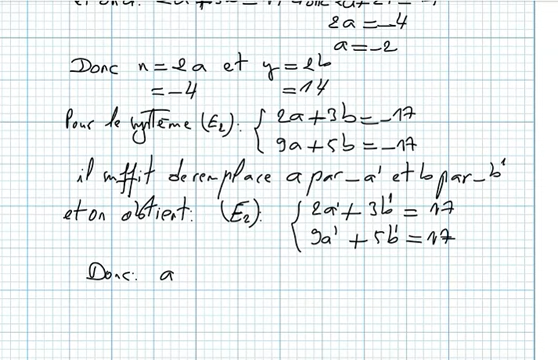 2a = -4
a = -2
Donc x = 2a et y = 2b
= -4 = 14
Pour le système (E₂): { 2a + 3b = -17
9a + 5b = -17
il suffit de remplace a par -a' et b par -b'
et on obtient: (E₂): { 2a' + 3b' = 17
9a' + 5b' = 17
Donc: a